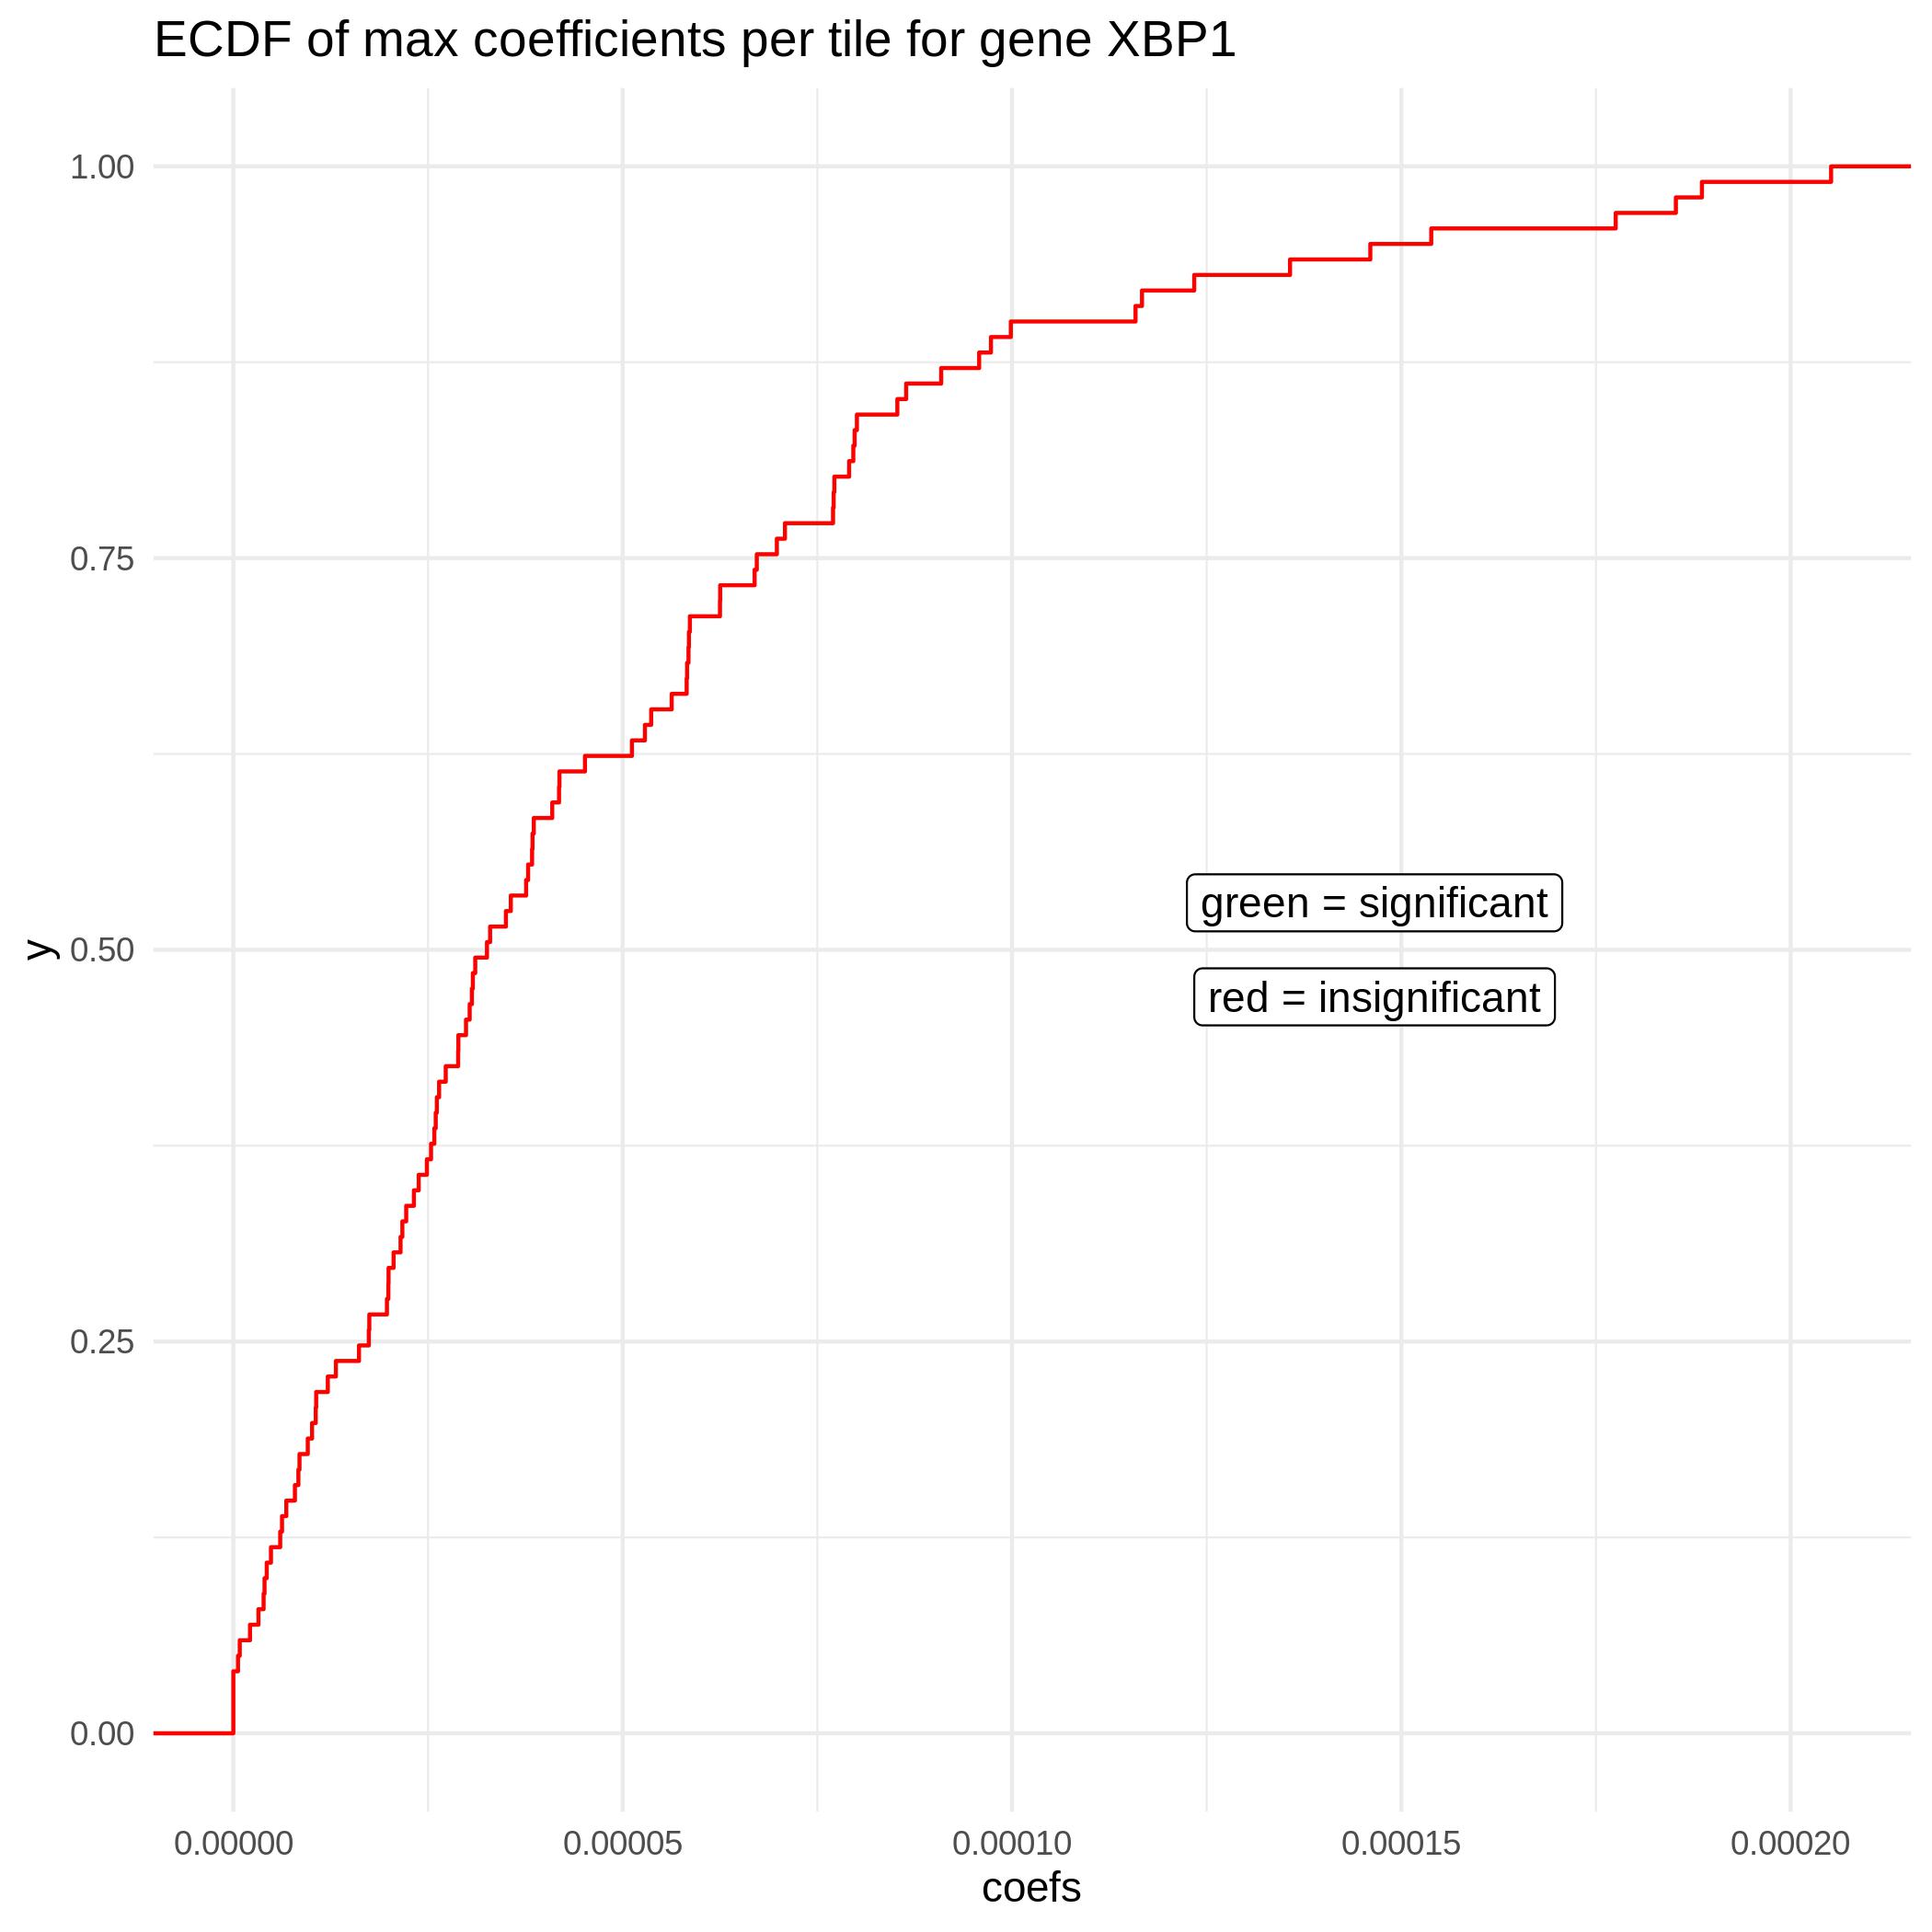 ECDF of max coefficients per tile for gene XBP1
1.00
0.75
0.50
0.25
0.00
y
green = significant
red = insignificant
0.00000
0.00005
0.00010
0.00015
0.00020
coefs